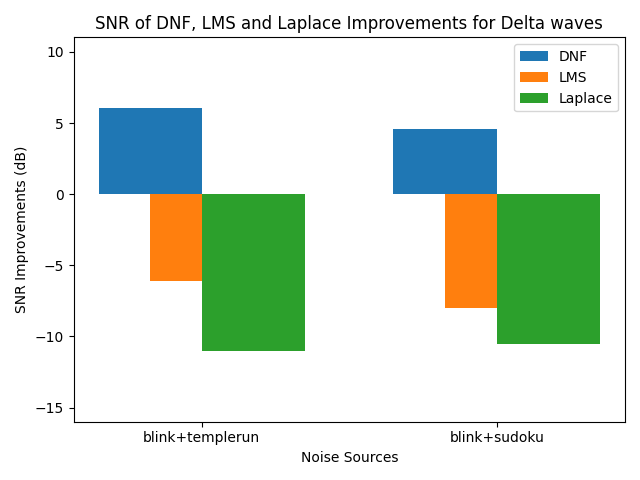 SNR of DNF, LMS and Laplace Improvements for Delta waves
DNF
LMS
Laplace
SNR Improvements (dB)
10
5
0
−5
−10
−15
blink+templerun
blink+sudoku
Noise Sources